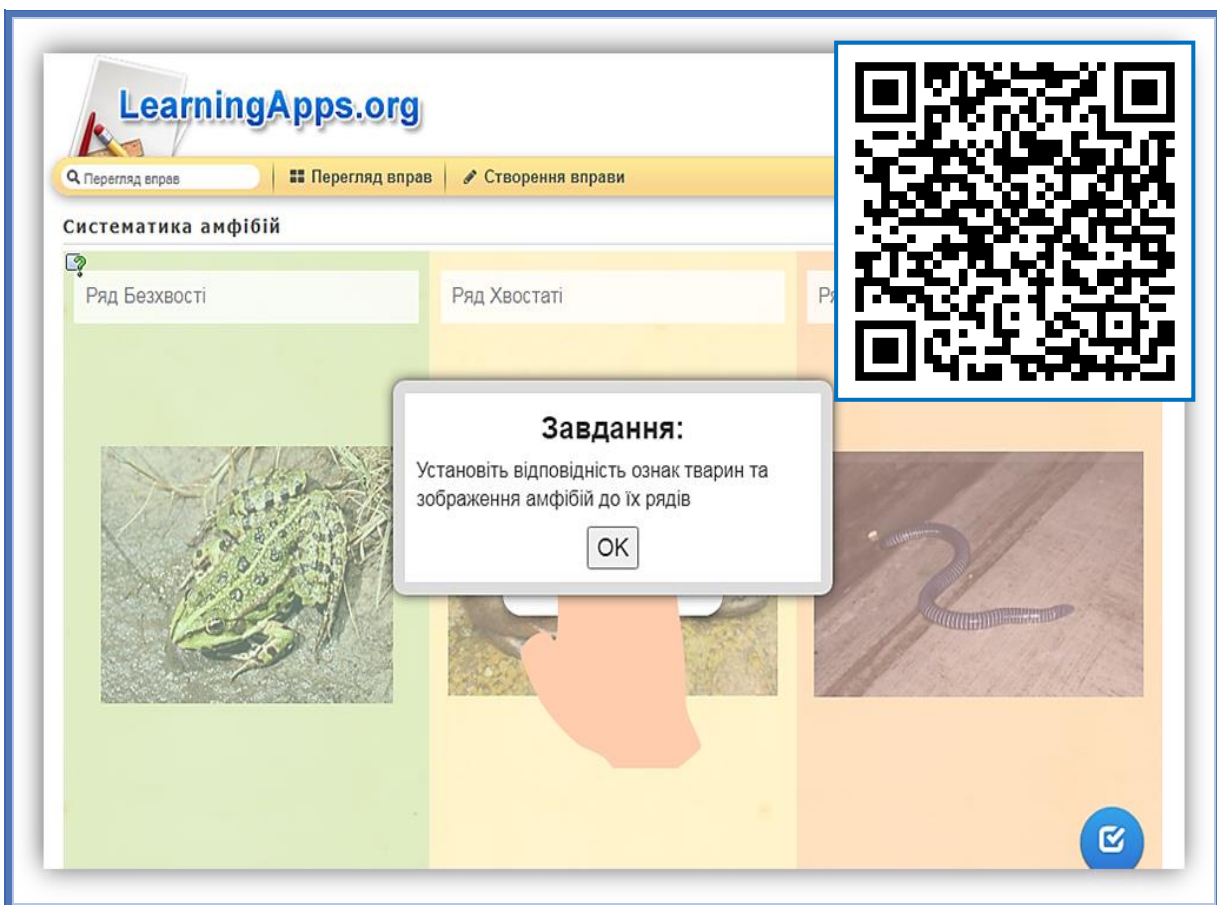 LearningApps.org
Перегляд вправ
Перегляд вправ
Створення вправи
Систематика амфібій
Ряд Безхвості
Ряд Хвостаті
Завдання:
Установіть відповідність ознак тварин та
зображення амфібій до їх рядів
OK